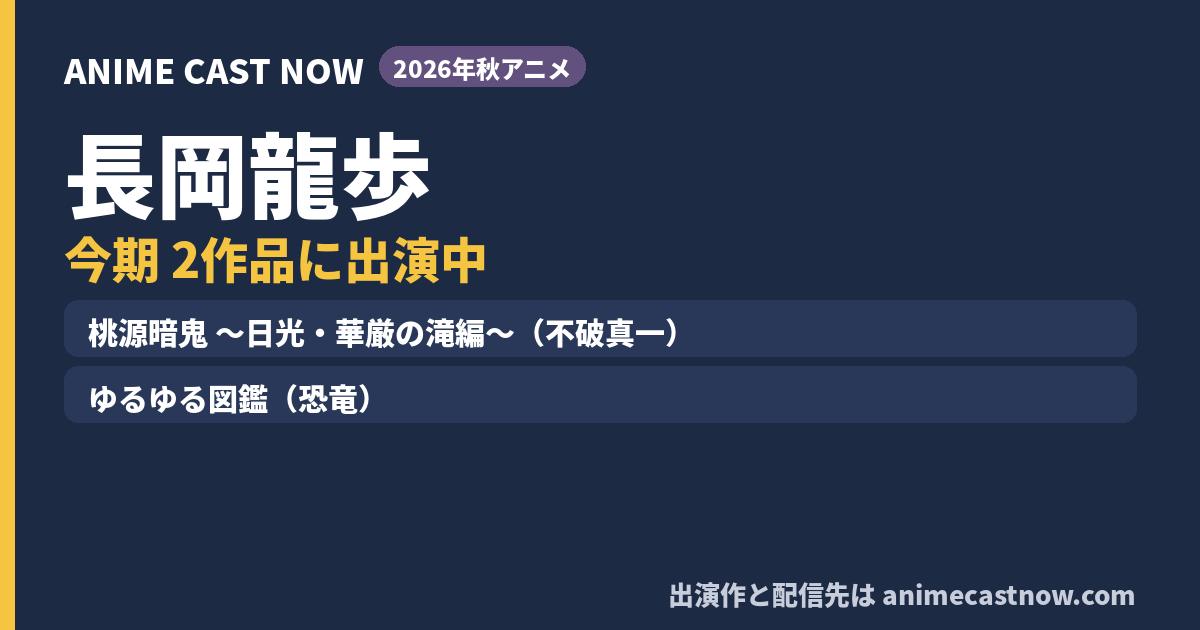 ANIME CAST NOW 2026年秋アニメ
長岡龍歩
今期 2作品に出演中
桃源暗鬼 ～日光・華厳の滝編～（不破真一）
ゆるゆる図鑑（恐竜）
出演作と配信先は animecastnow.com